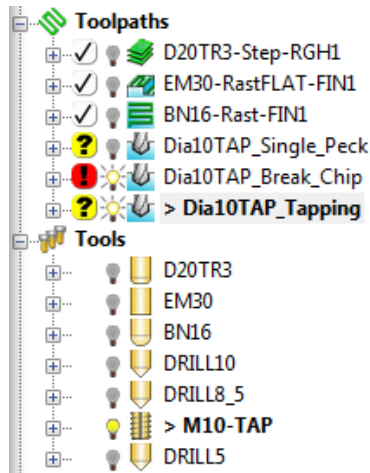 Toolpaths
D20TR3-Step-RGH1
EM30-RastFLAT-FIN1
BN16-Rast-FIN1
Dia10TAP_Single_Peck
Dia10TAP_Break_Chip
> Dia10TAP_Tapping
Tools
D20TR3
EM30
BN16
DRILL10
DRILL8_5
> M10-TAP
DRILL5